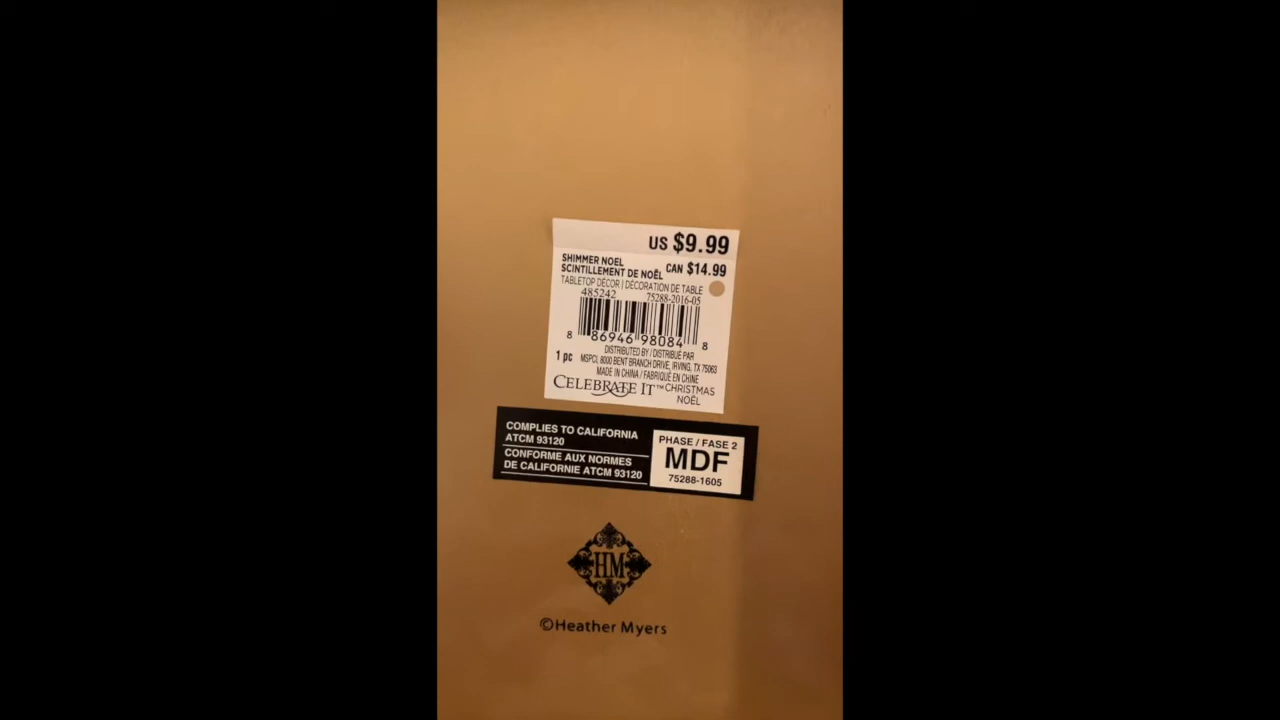 US $9.99
SHIMMER NOEL
SCINTILLEMENT DE NOËL CAN $14.99
TABLETOP DÉCOR | DÉCORATION DE TABLE
485242 75288-2016-05
8 86946 98084 8
DISTRIBUTED BY / DISTRIBUÉ PAR
1 pc MSPCI, 8000 BENT BRANCH DRIVE, IRVING, TX 75063
MADE IN CHINA / FABRIQUÉ EN CHINE
CELEBRATE IT™ CHRISTMAS
NOËL
COMPLIES TO CALIFORNIA
ATCM 93120
CONFORME AUX NORMES
DE CALIFORNIE ATCM 93120
PHASE / FASE 2
MDF
75288-1605
HM
©Heather Myers